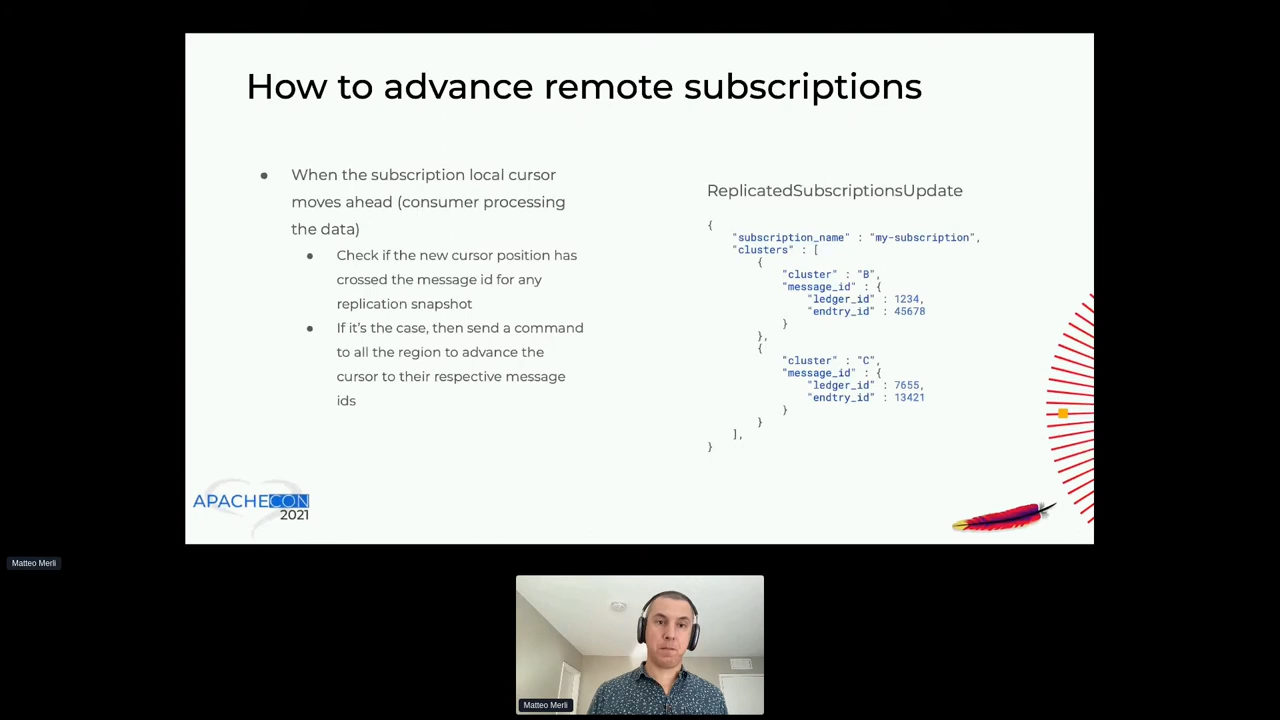 How to advance remote subscriptions
● When the subscription local cursor
moves ahead (consumer processing
the data)
● Check if the new cursor position has
crossed the message id for any
replication snapshot
● If it's the case, then send a command
to all the region to advance the
cursor to their respective message
ids
ReplicatedSubscriptionsUpdate
{
"subscription_name" : "my-subscription",
"clusters" : [
{
"cluster" : "B",
"message_id" : {
"ledger_id" : 1234,
"endtry_id" : 45678
}
},
{
"cluster" : "C",
"message_id" : {
"ledger_id" : 7655,
"endtry_id" : 13421
}
}
],
}
APACHECON
2021
Matteo Merli
Matteo Merli